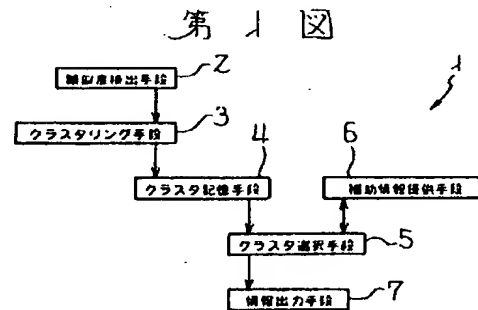 第 1 図
1
2
類似度検出手段
3
クラスタリング手段
4
6
クラスタ記憶手段
補助情報提供手段
5
クラスタ選択手段
情報出力手段
7